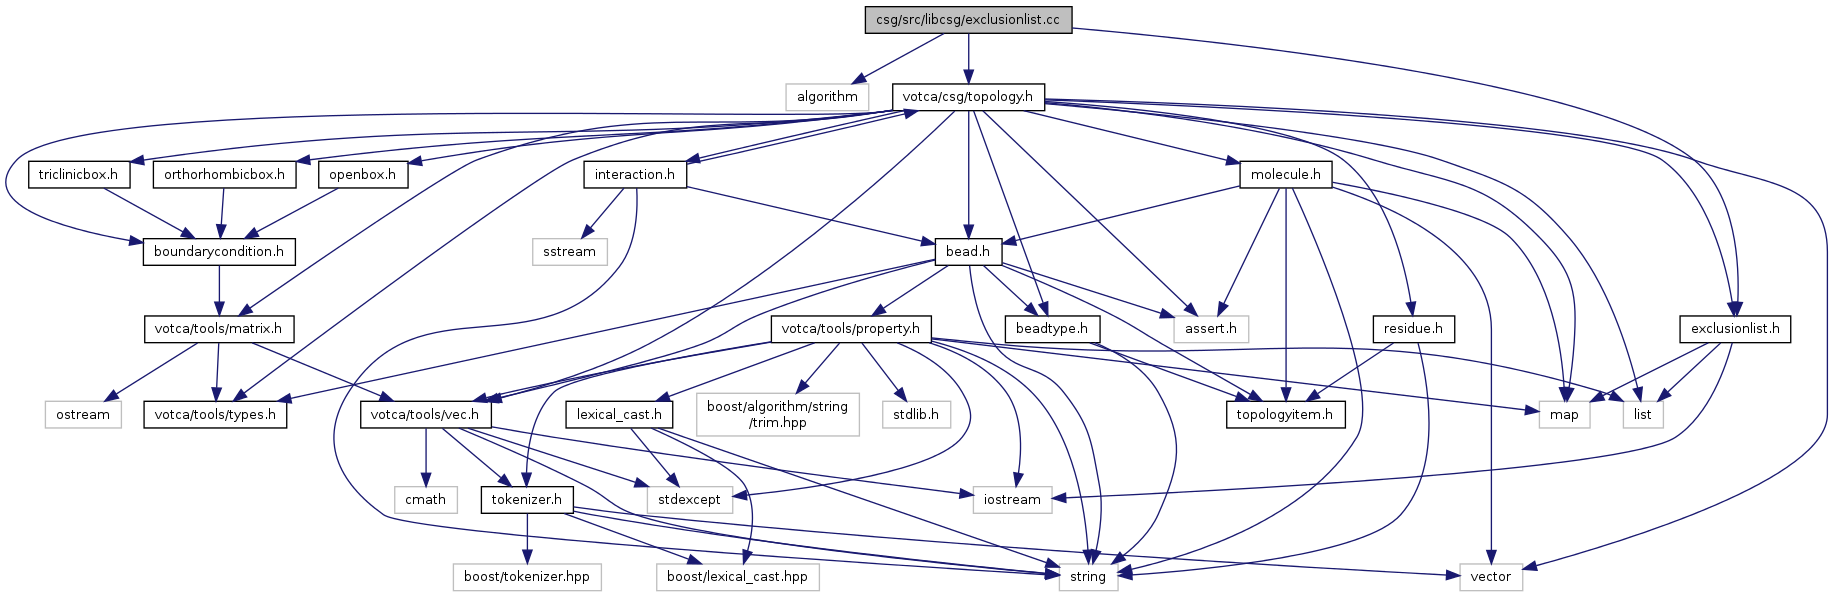 csg/src/libcsg/exclusionlist.cc
algorithm
votca/csg/topology.h
triclinicbox.h
orthorhombicbox.h
openbox.h
interaction.h
molecule.h
boundarycondition.h
sstream
bead.h
votca/tools/matrix.h
votca/tools/property.h
beadtype.h
assert.h
residue.h
exclusionlist.h
ostream
votca/tools/types.h
votca/tools/vec.h
lexical_cast.h
boost/algorithm/string
/trim.hpp
stdlib.h
topologyitem.h
map
list
cmath
tokenizer.h
stdexcept
iostream
boost/tokenizer.hpp
boost/lexical_cast.hpp
string
vector